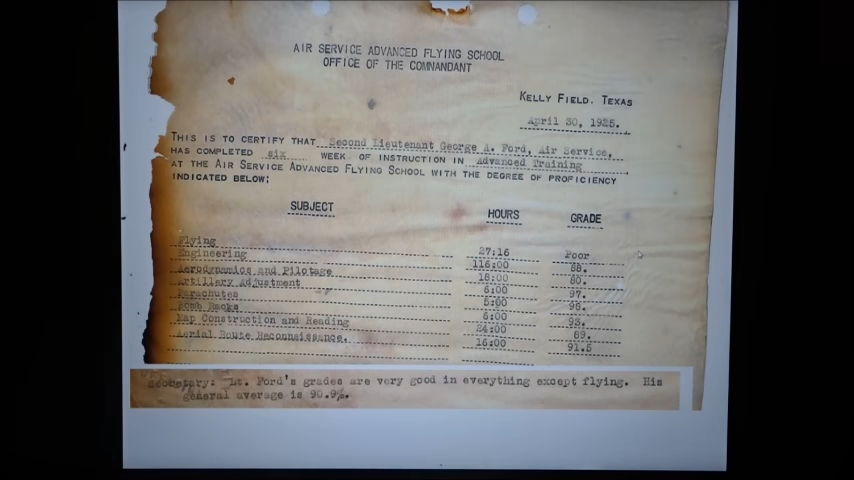 AIR SERVICE ADVANCED FLYING SCHOOL
OFFICE OF THE COMMANDANT
KELLY FIELD. TEXAS
April 30, 1925.
THIS IS TO CERTIFY THAT Second Lieutenant George A. Ford, Air Service,
HAS COMPLETED six WEEK OF INSTRUCTION IN Advanced Training
AT THE AIR SERVICE ADVANCED FLYING SCHOOL WITH THE DEGREE OF PROFICIENCY
INDICATED BELOW:
SUBJECT HOURS GRADE
Flying 27:16 Poor
Engineering 116:00 88.
Aerodynamics and Pilotage 18:00 80.
Artillery Adjustment 6:00 97.
Parachutes 5:00 98.
Bomb Racks 6:00 93.
Map Construction and Reading 24:00 89.
Aerial Route Reconnaissance. 16:00 91.5
Secretary: Lt. Ford's grades are very good in everything except flying. His
general average is 90.9%.